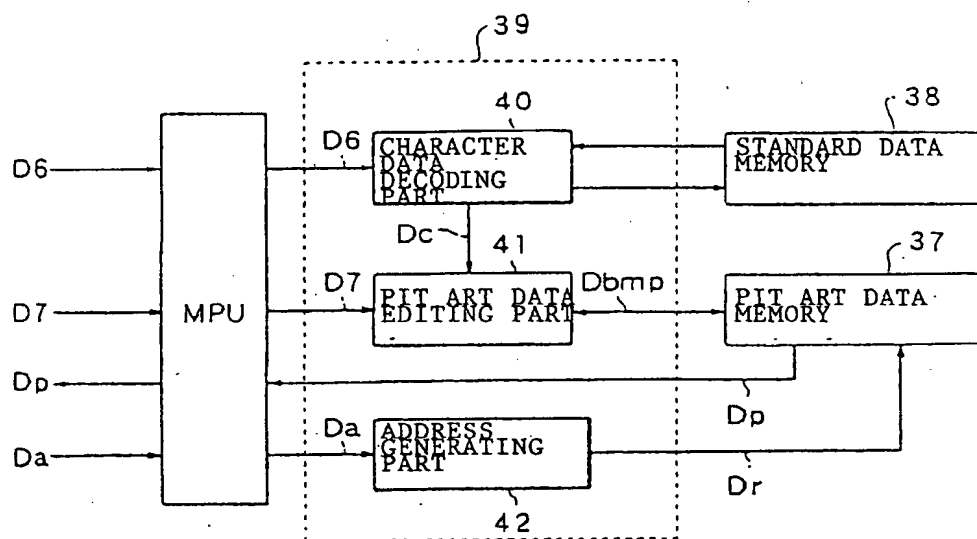 39
40
38
D6
D6
CHARACTER
DATA
DECODING
PART
STANDARD DATA
MEMORY
Dc
41
37
D7
MPU
D7
PIT ART DATA
EDITING PART
Dbmp
PIT ART DATA
MEMORY
Dp
Dp
Da
Da
ADDRESS
GENERATING
PART
Dr
42